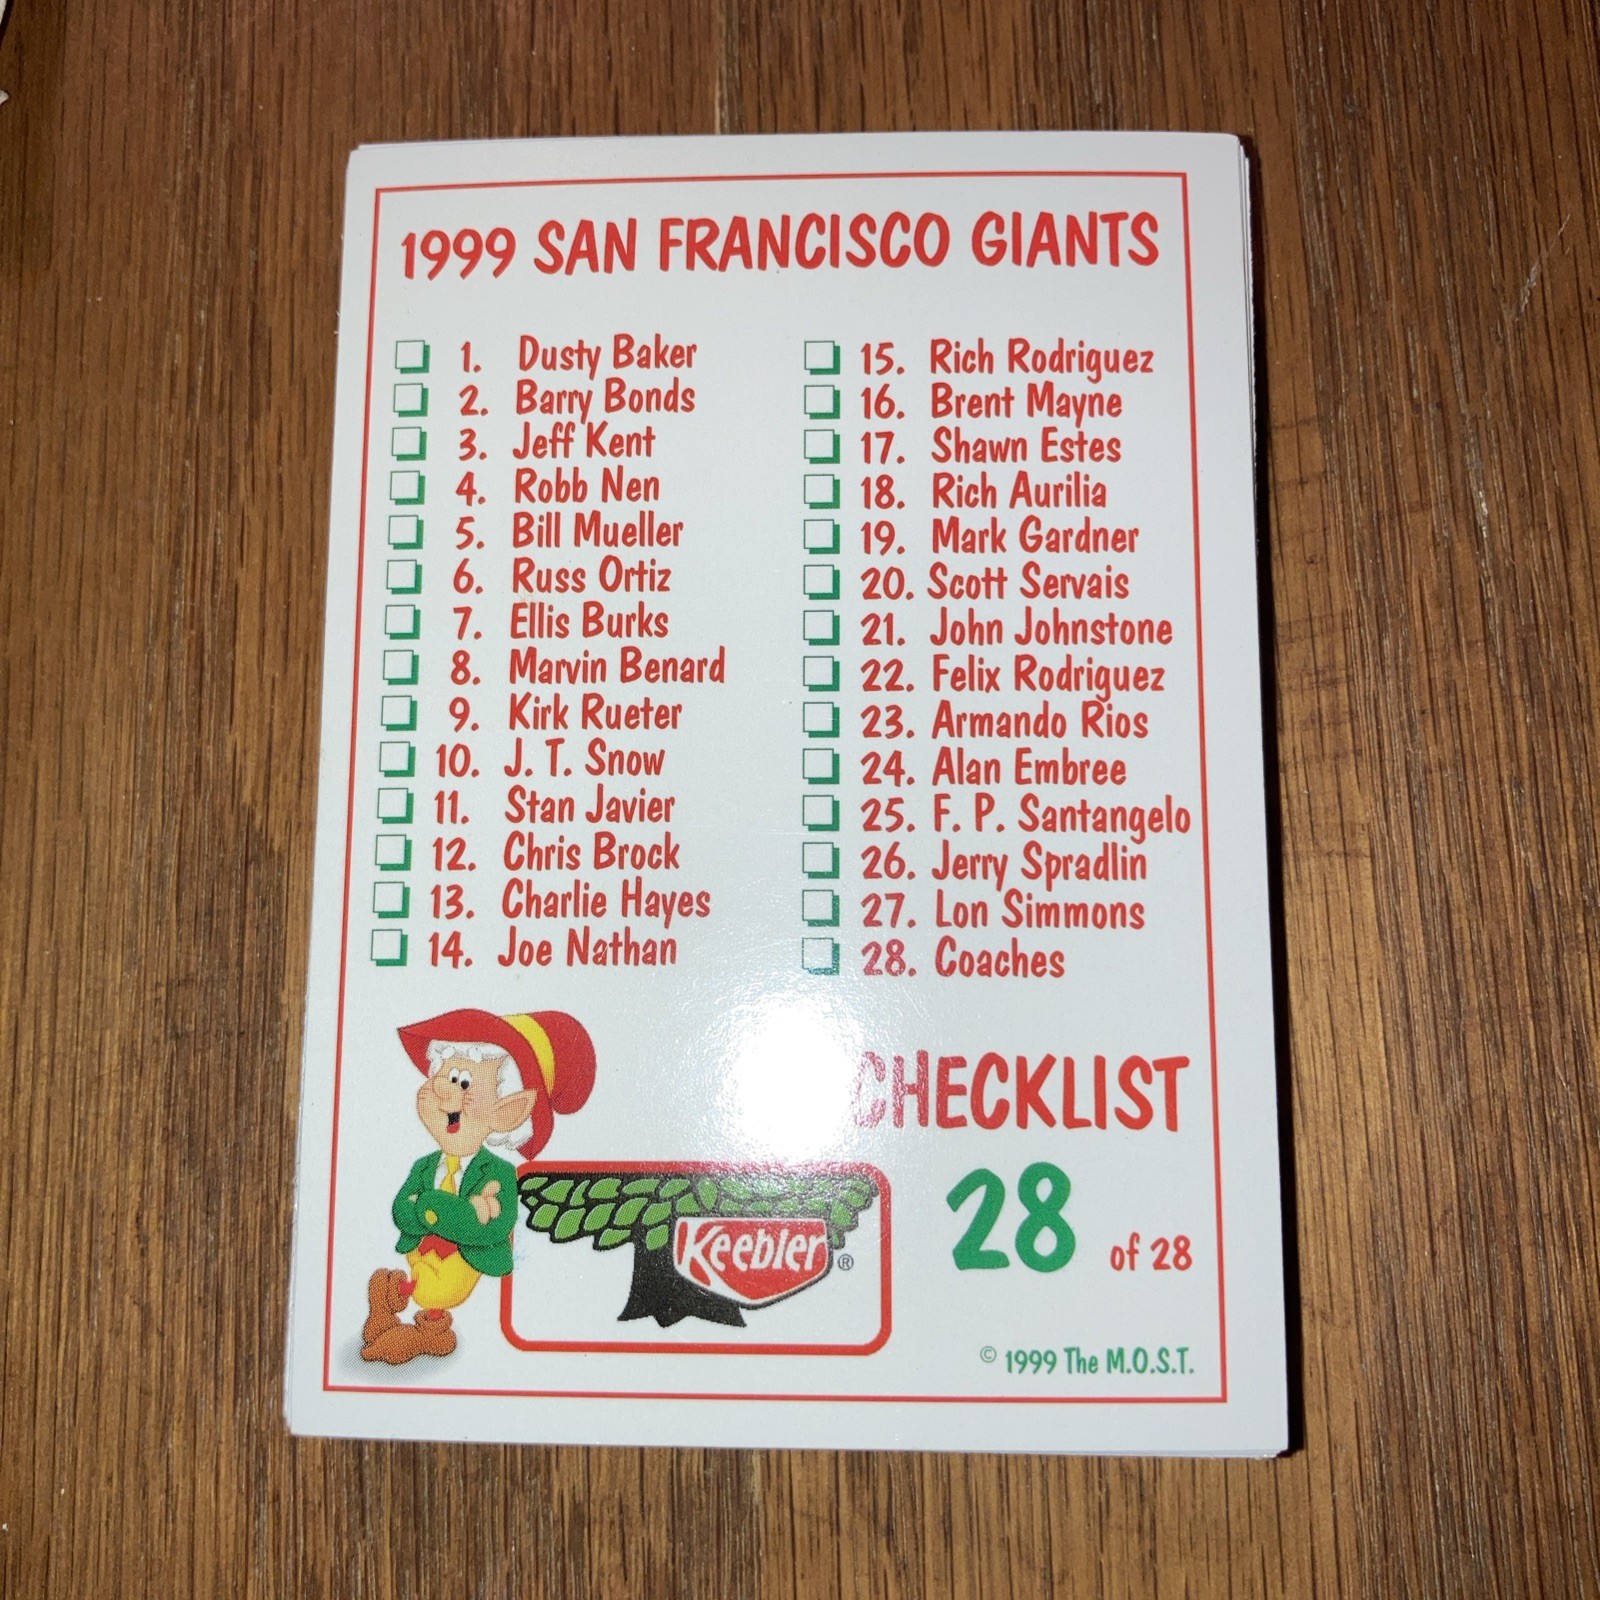 1999 SAN FRANCISCO GIANTS
1. Dusty Baker
2. Barry Bonds
3. Jeff Kent
4. Robb Nen
5. Bill Mueller
6. Russ Ortiz
7. Ellis Burks
8. Marvin Benard
9. Kirk Rueter
10. J. T. Snow
11. Stan Javier
12. Chris Brock
13. Charlie Hayes
14. Joe Nathan
15. Rich Rodriguez
16. Brent Mayne
17. Shawn Estes
18. Rich Aurilia
19. Mark Gardner
20. Scott Servais
21. John Johnstone
22. Felix Rodriguez
23. Armando Rios
24. Alan Embree
25. F. P. Santangelo
26. Jerry Spradlin
27. Lon Simmons
28. Coaches
CHECKLIST
Keebler®
28 of 28
© 1999 The M.O.S.T.